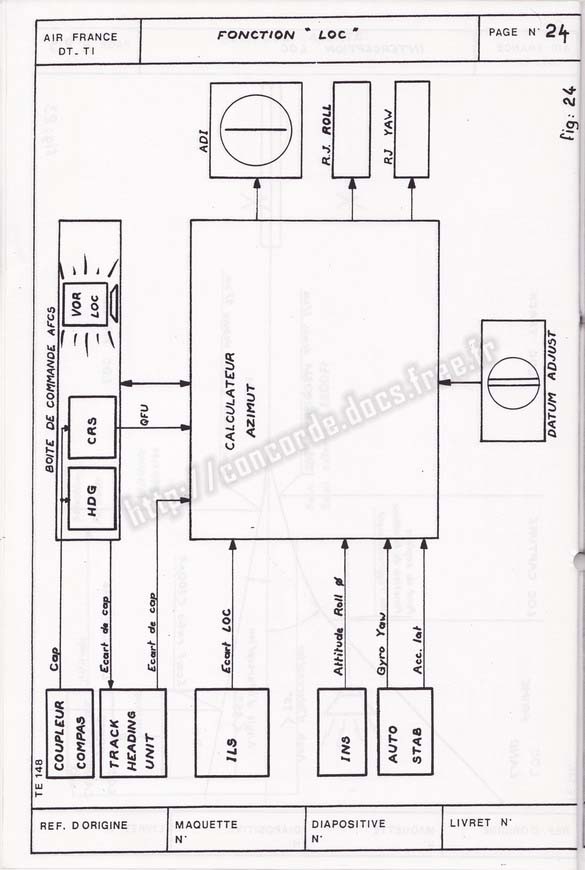 AIR FRANCE
DT. TI
FONCTION " LOC "
PAGE N° 24
fig: 24
ADI
R.J. ROLL
RJ YAW
BOITE DE COMMANDE AFCS
VOR
LOC
CRS
HDG
QFU
CALCULATEUR
AZIMUT
DATUM ADJUST
http://concorde.docs.free.fr
Cap
Ecart de cap
Ecart de cap
Ecart LOC
Altitude Roll Ø
Gyro Yaw
Acc. lat
COUPLEUR
COMPAS
TRACK
HEADING
UNIT
ILS
INS
AUTO
STAB
TE 148
REF. D'ORIGINE
MAQUETTE
N°
DIAPOSITIVE
N°
LIVRET N°